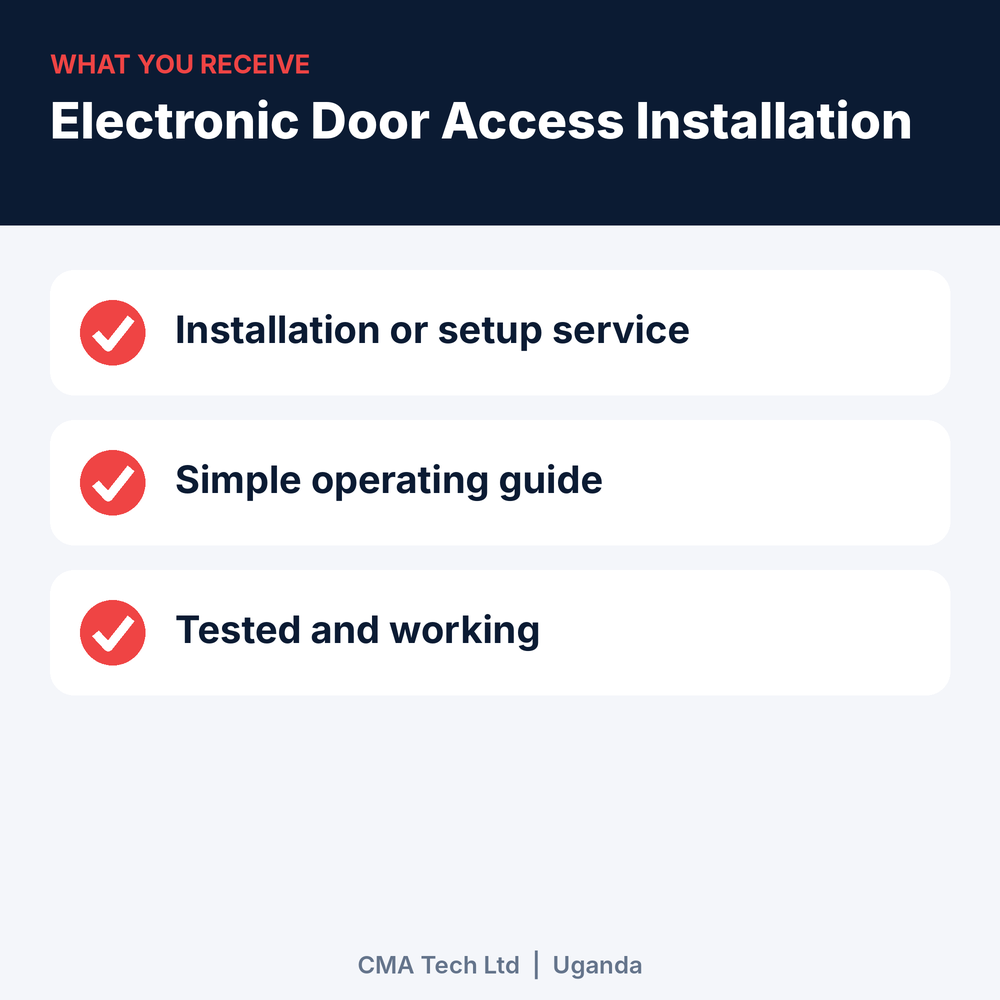 WHAT YOU RECEIVE
Electronic Door Access Installation
Installation or setup service
Simple operating guide
Tested and working
CMA Tech Ltd | Uganda